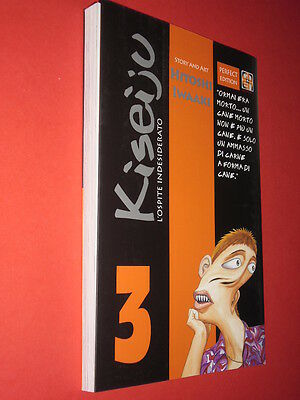 Kiseiju
L'OSPITE INDESIDERATO
3
STORY AND ART
HITOSHI
IWAAKI
PERFECT
EDITION
"ORMAI ERA
MORTO... UN
CANE MORTO
NON È PIÙ UN
CANE. È SOLO
UN AMMASSO
DI CARNE
A FORMA DI
CANE."